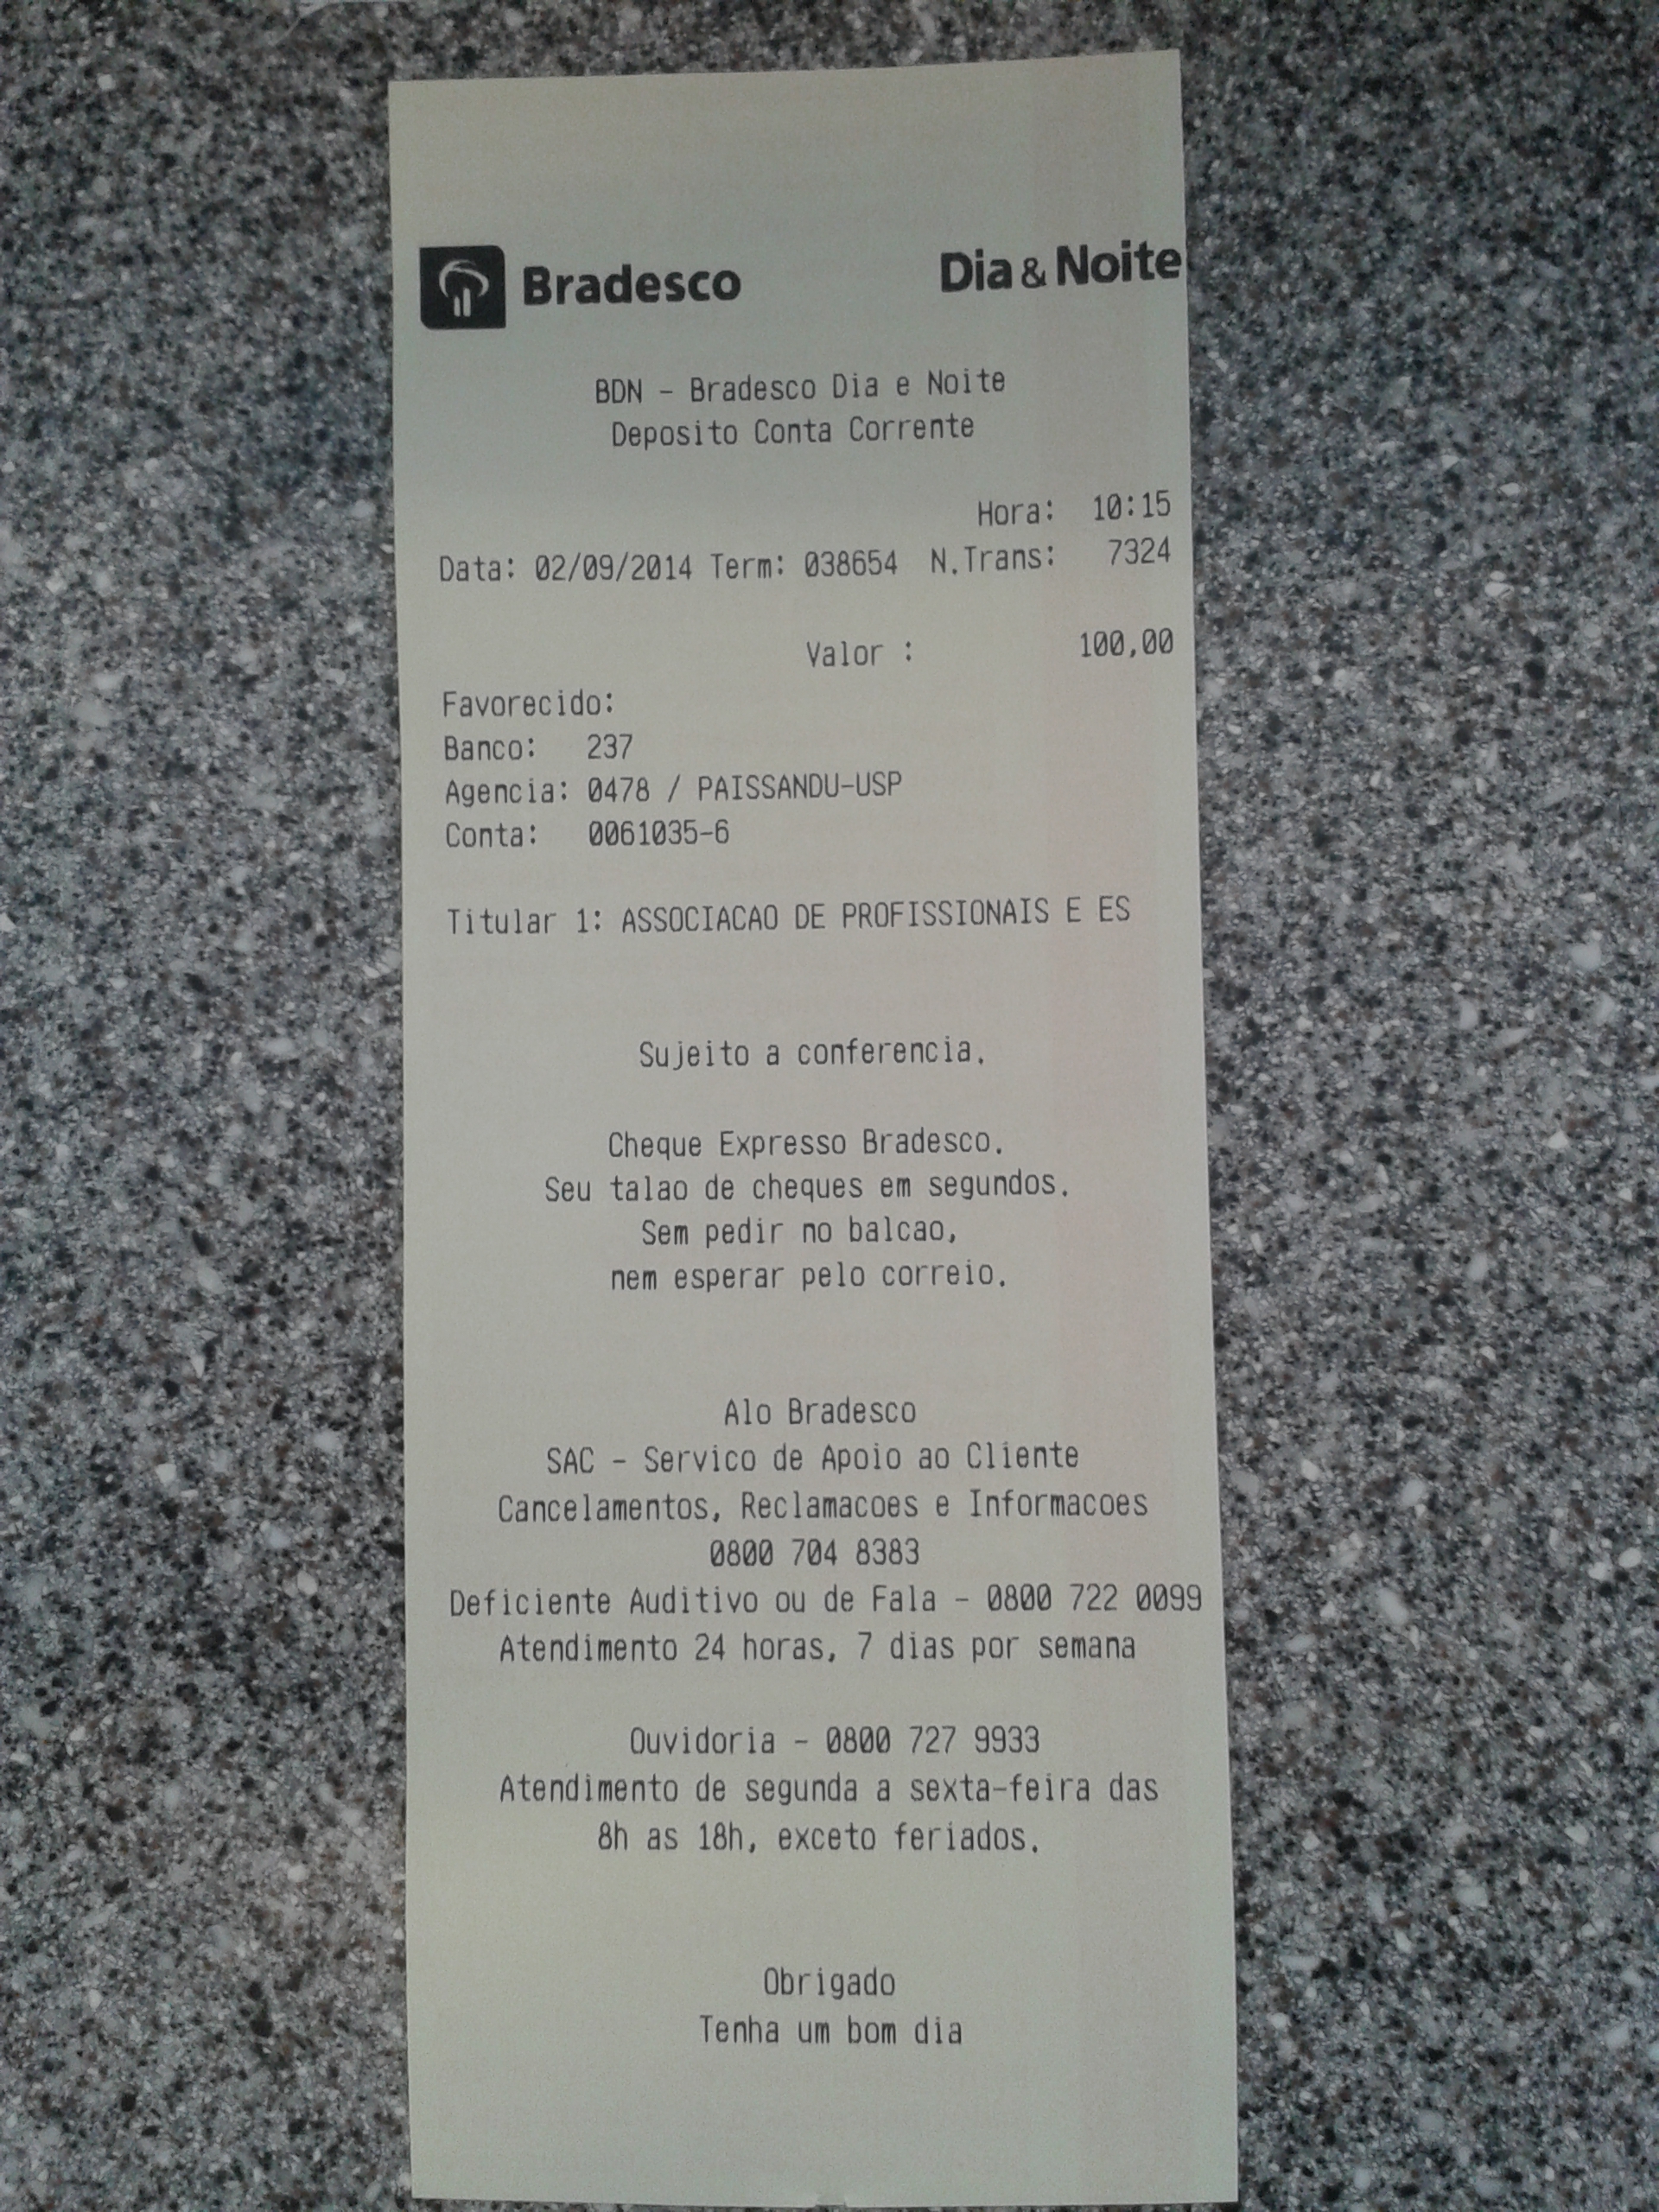 Bradesco Dia & Noite
BDN - Bradesco Dia e Noite
Deposito Conta Corrente
Hora: 10:15
Data: 02/09/2014 Term: 038654 N.Trans: 7324
Valor : 100,00
Favorecido:
Banco: 237
Agencia: 0478 / PAISSANDU-USP
Conta: 0061035-6
Titular 1: ASSOCIACAO DE PROFISSIONAIS E ES
Sujeito a conferencia.
Cheque Expresso Bradesco.
Seu talao de cheques em segundos.
Sem pedir no balcao,
nem esperar pelo correio.
Alo Bradesco
SAC - Servico de Apoio ao Cliente
Cancelamentos, Reclamacoes e Informacoes
0800 704 8383
Deficiente Auditivo ou de Fala - 0800 722 0099
Atendimento 24 horas, 7 dias por semana
Ouvidoria - 0800 727 9933
Atendimento de segunda a sexta-feira das
8h as 18h, exceto feriados.
Obrigado
Tenha um bom dia